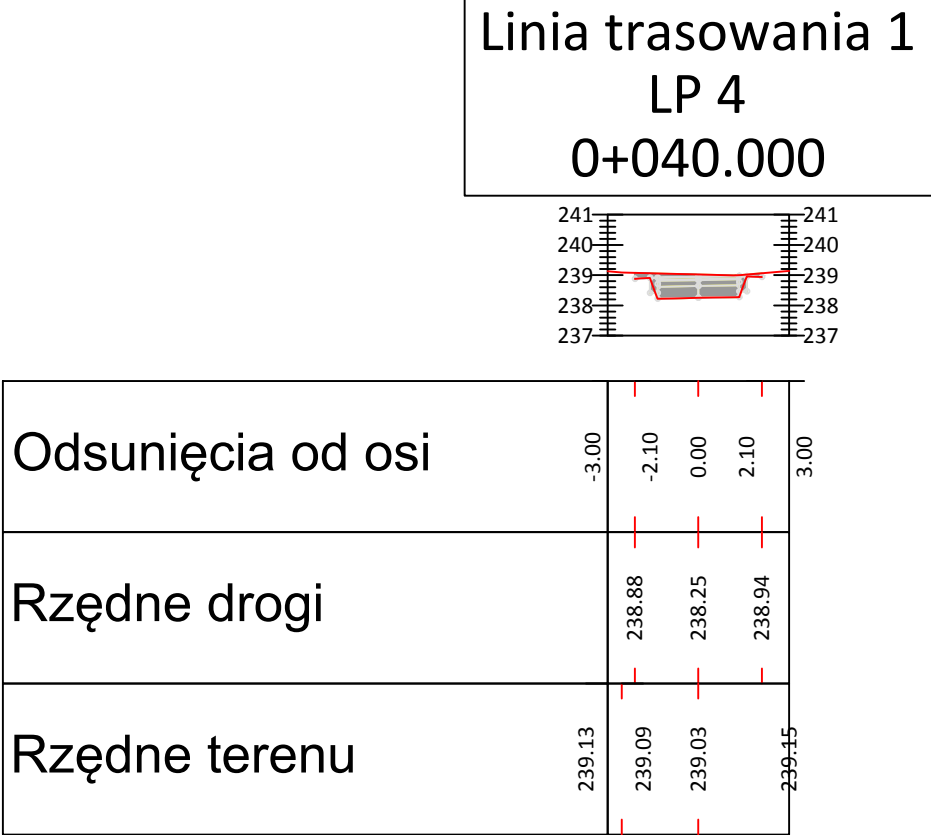 Linia trasowania 1
LP 4
0+040.000
241 241
240 240
239 239
238 238
237 237
Odsunięcia od osi -3.00 -2.10 0.00 2.10 3.00
Rzędne drogi 238.88 238.25 238.94
Rzędne terenu 239.13 239.09 239.03 239.15